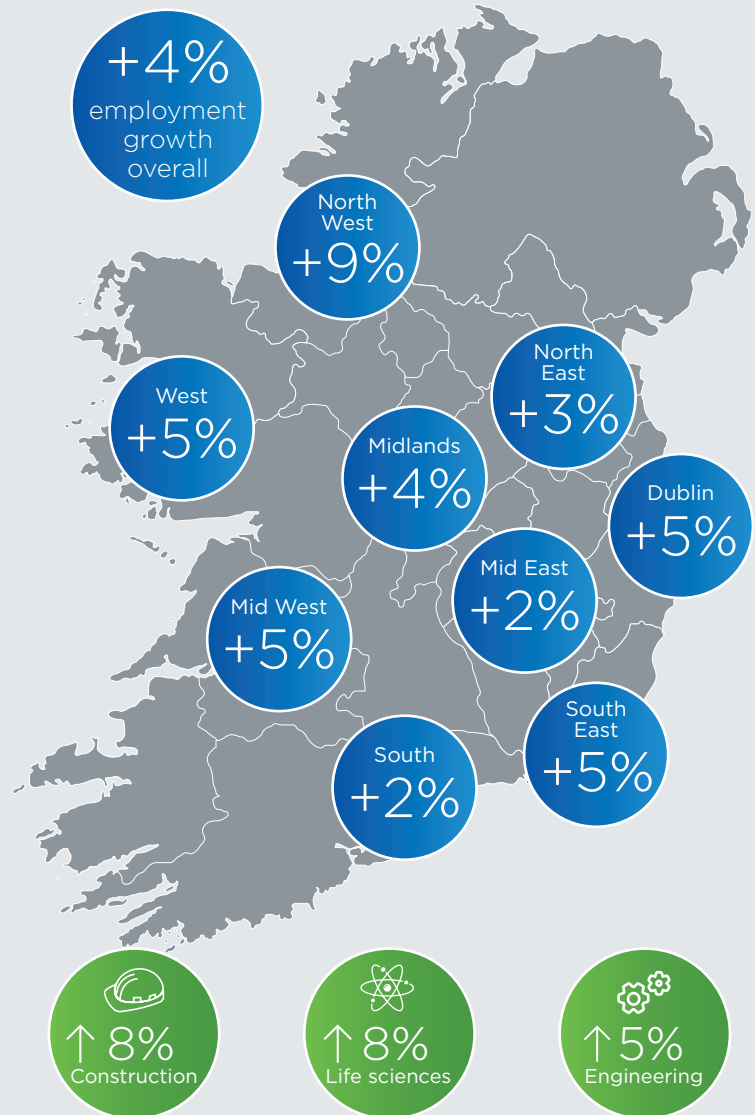 +4%
employment
growth
overall
North
West
+9%
North
East
+3%
West
+5%
Midlands
+4%
Dublin
+5%
Mid East
+2%
Mid West
+5%
South
East
+5%
South
+2%
↑ 8%
Construction
↑ 8%
Life sciences
↑ 5%
Engineering